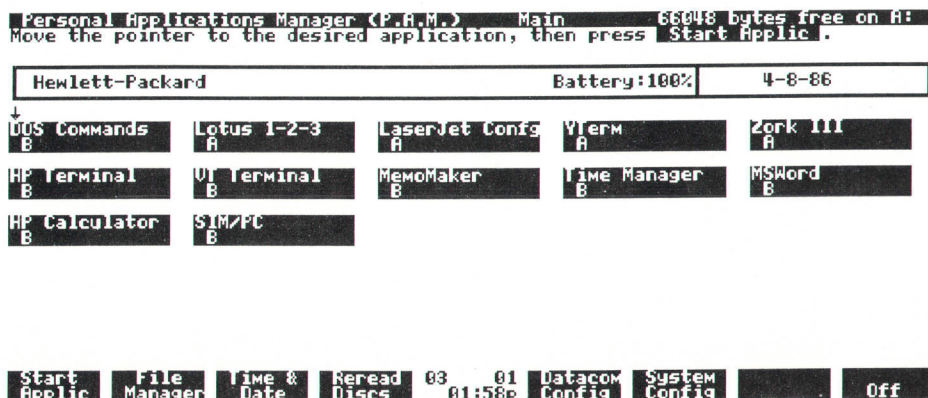 Personal Applications Manager (P.A.M.) Main 66048 bytes free on A:
Move the pointer to the desired application, then press Start Applic .
Hewlett-Packard Battery:100% 4-8-86
DOS Commands Lotus 1-2-3 LaserJet Confg YTerm Zork III
B A A A A
HP Terminal VT Terminal MemoMaker Time Manager MSWord
B B B B B
HP Calculator SIM/PC
B B
Start File Time & Reread 03 01 Datacom System
Applic Manager Date Discs 01:58p Config Config Off